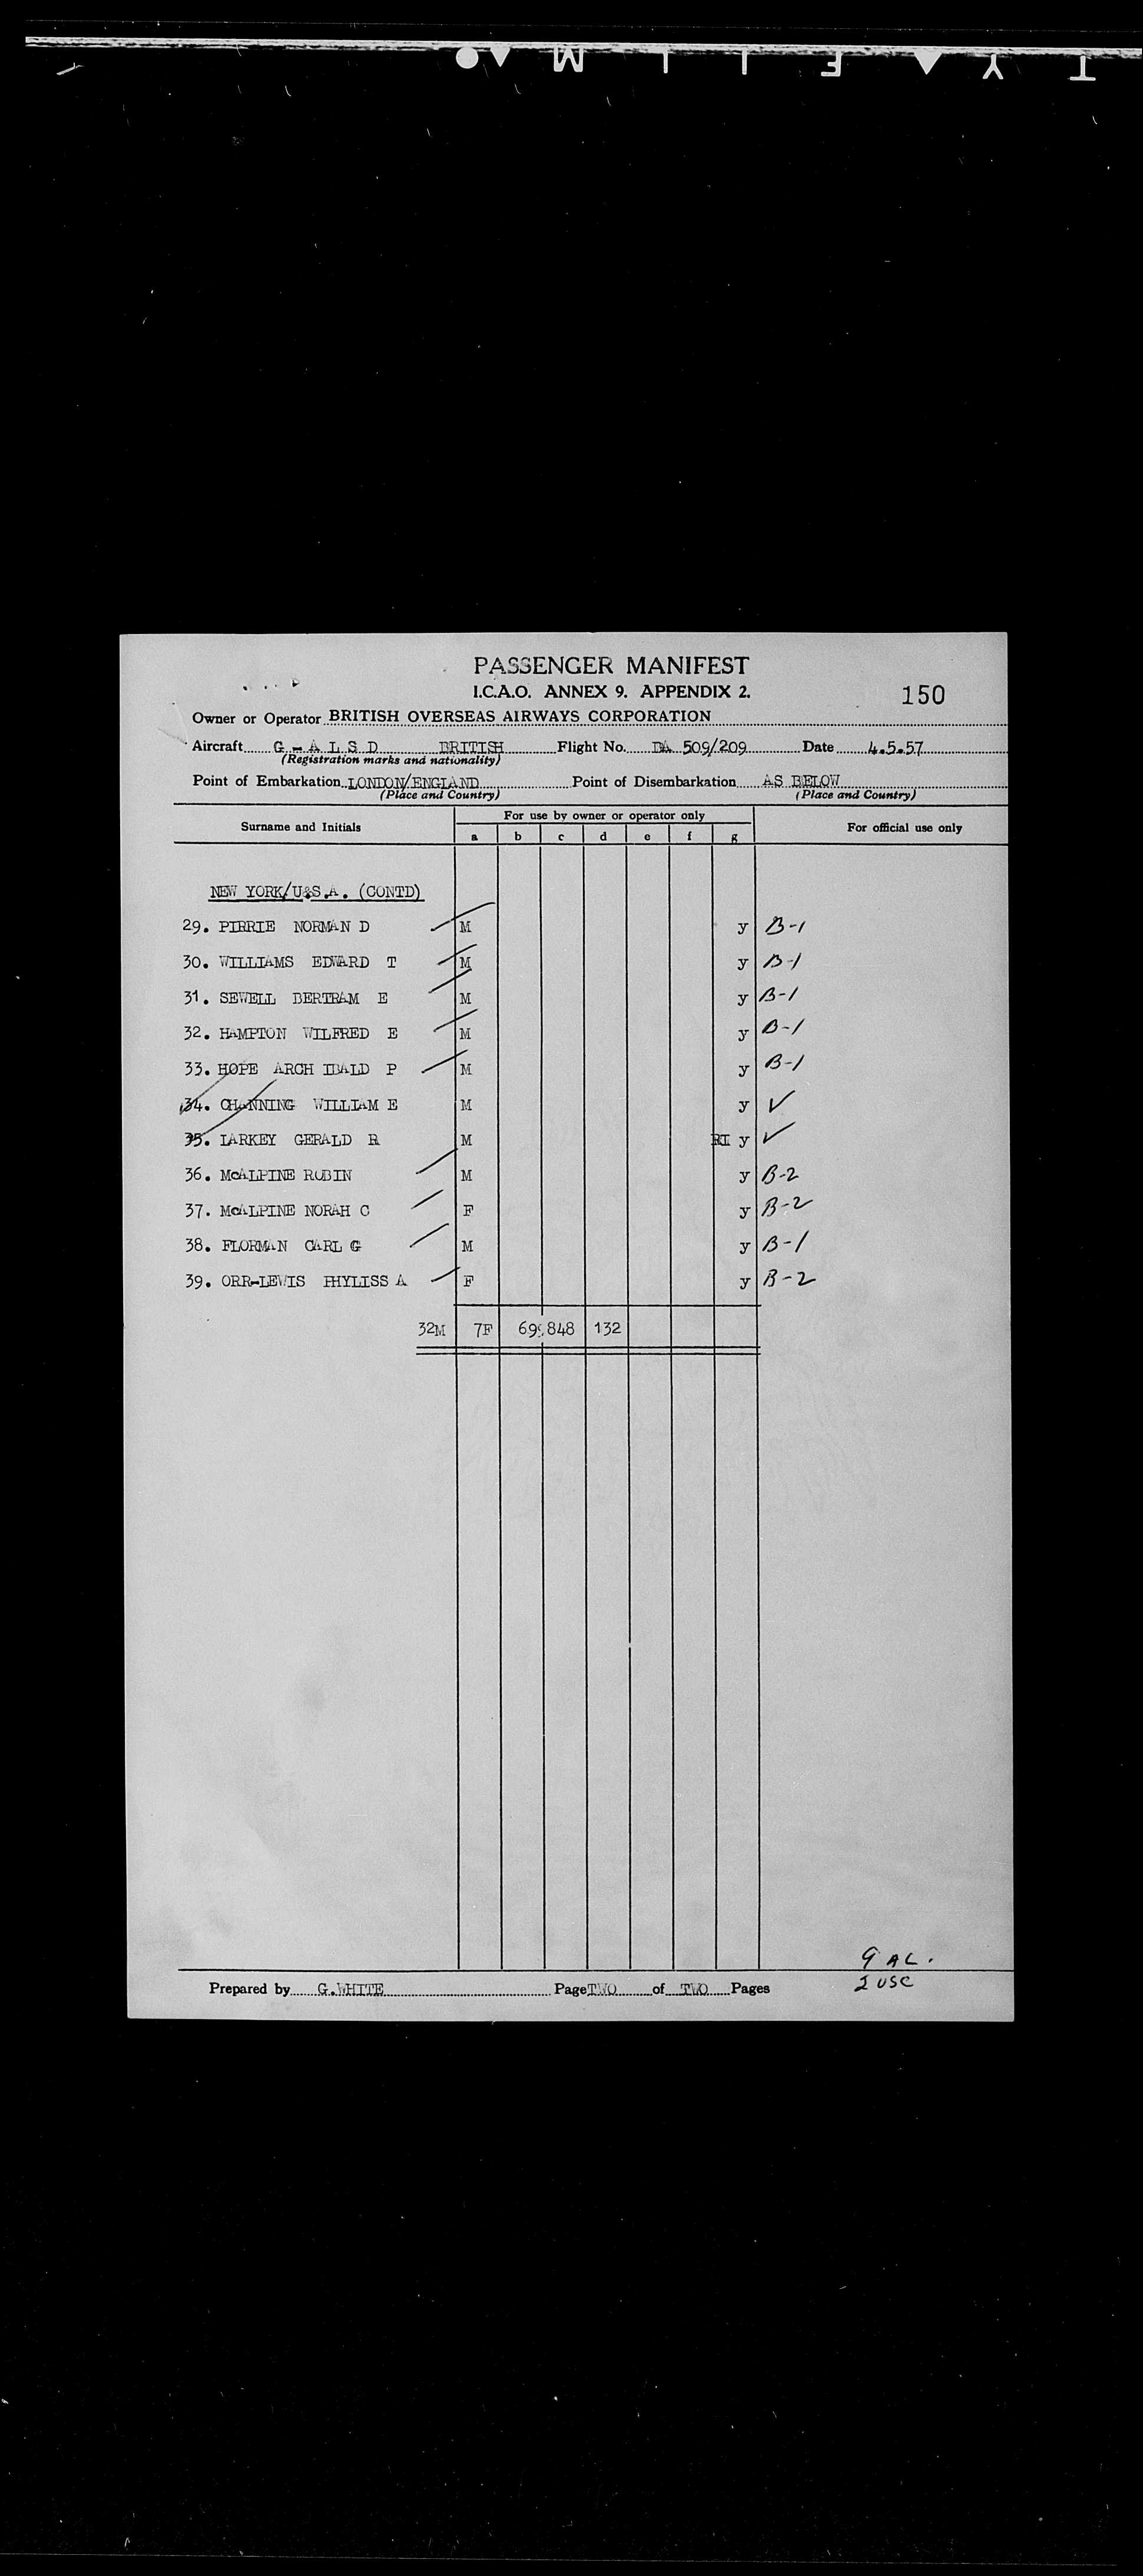 PASSENGER MANIFEST
I.C.A.O. ANNEX 9. APPENDIX 2.
150
Owner or Operator BRITISH OVERSEAS AIRWAYS CORPORATION
Aircraft G - A L S D BRITISH Flight No. BA 509/209 Date 4.5.57
(Registration marks and nationality)
Point of Embarkation LONDON/ENGLAND Point of Disembarkation AS BELOW
(Place and Country) (Place and Country)
Surname and Initials For use by owner or operator only For official use only
a b c d e f g
NEW YORK/U.S.A. (CONTD)
29. PIRRIE NORMAN D M y B-1
30. WILLIAMS EDWARD T M y B-1
31. SEWELL BERTRAM E M y B-1
32. HAMPTON WILFRED E M y B-1
33. HOPE ARCH IBALD P M y B-1
34. CHANNING WILLIAM E M y ✓
35. LARKEY GERALD R M RI y ✓
36. McALPINE ROBIN M y B-2
37. McALPINE NORAH C F y B-2
38. FLORMAN CARL G M y B-1
39. ORR-LEWIS PHYLISS A F y B-2
32M 7F 699 848 132
9 AL.
2 USC
Prepared by G.WHITE Page TWO of TWO Pages